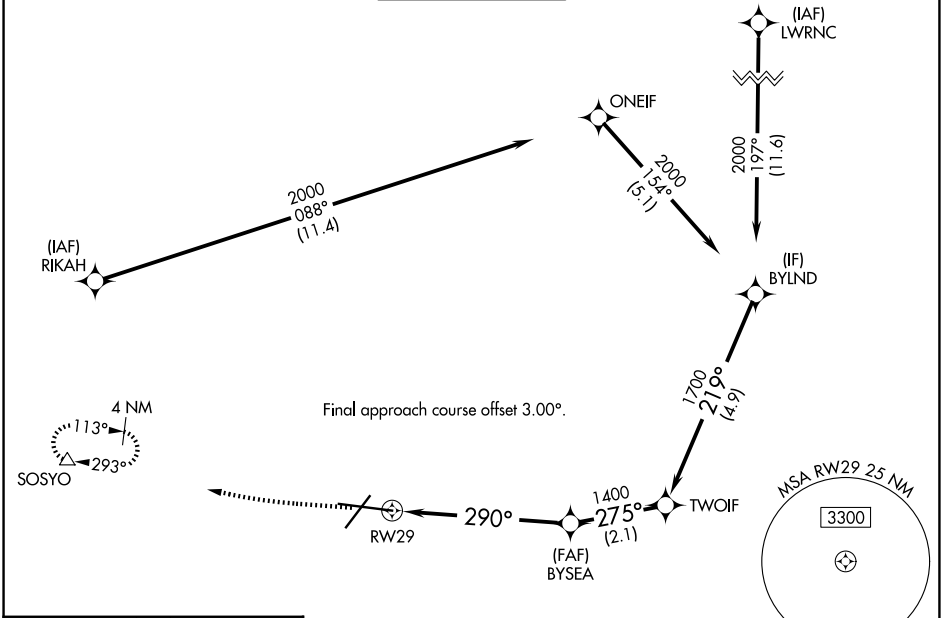 (IAF)
LWRNC
ONEIF
2000
197°
(11.6)
2000
154°
(5.1)
2000
088°
(11.4)
(IAF)
RIKAH
(IF)
BYLND
1700
219°
(4.9)
4 NM
113°
293°
SOSYO
Final approach course offset 3.00°.
MSA RW29 25 NM
3300
1400
275°
(2.1)
TWOIF
290°
RW29
(FAF)
BYSEA